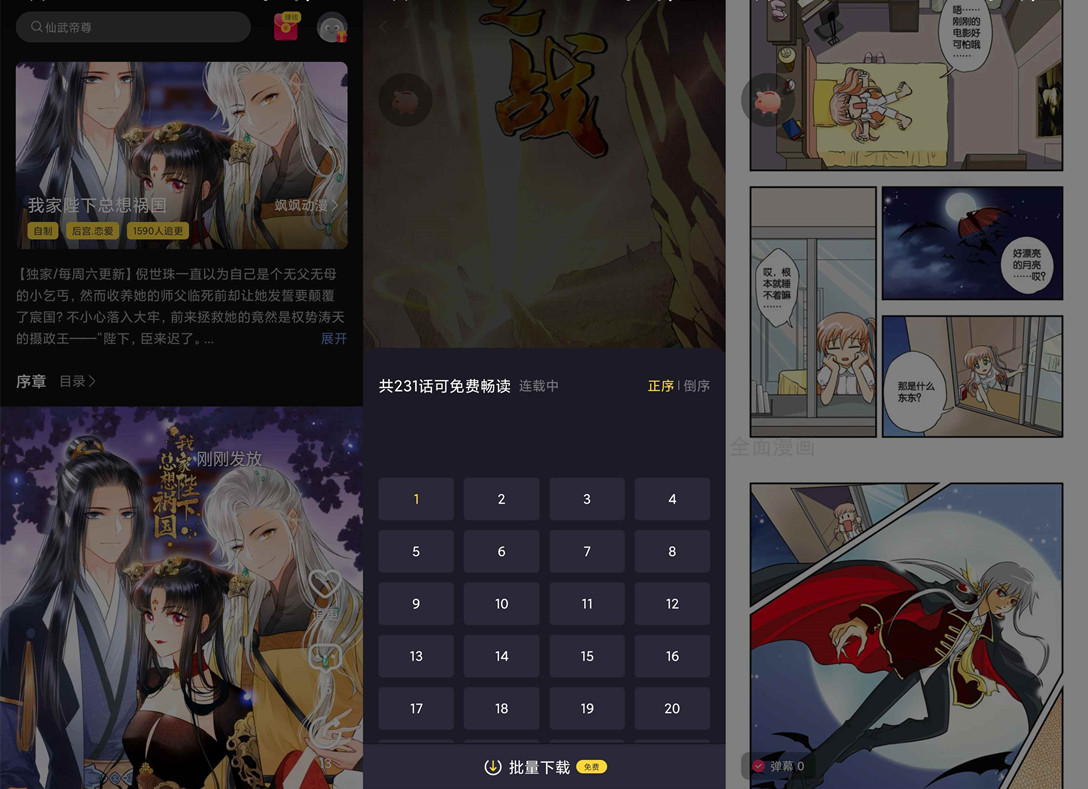 仙武帝尊
赚钱
我家陛下总想祸国
飒飒动漫
自制
后宫.恋爱
1590人追更
【独家/每周六更新】倪世珠一直以为自己是个无父无母
的小乞丐，然而收养她的师父临死前却让她发誓要颠覆
了宸国？不小心落入大牢，前来拯救她的竟然是权势涛天
的摄政王——“陛下，臣来迟了。...
展开
序章
目录
我家陛下
总想祸国
刚刚发放
13
之战
共231话可免费畅读
连载中
正序
倒序
1
2
3
4
5
6
7
8
9
10
11
12
13
14
15
16
17
18
19
20
批量下载
免费
唔……
刚刚的
电影好
可怕哦
……
哎，根
本就睡
不着嘛
……
好漂亮
的月亮
……哎？
那是什么
东东？
全面漫画
弹幕 0